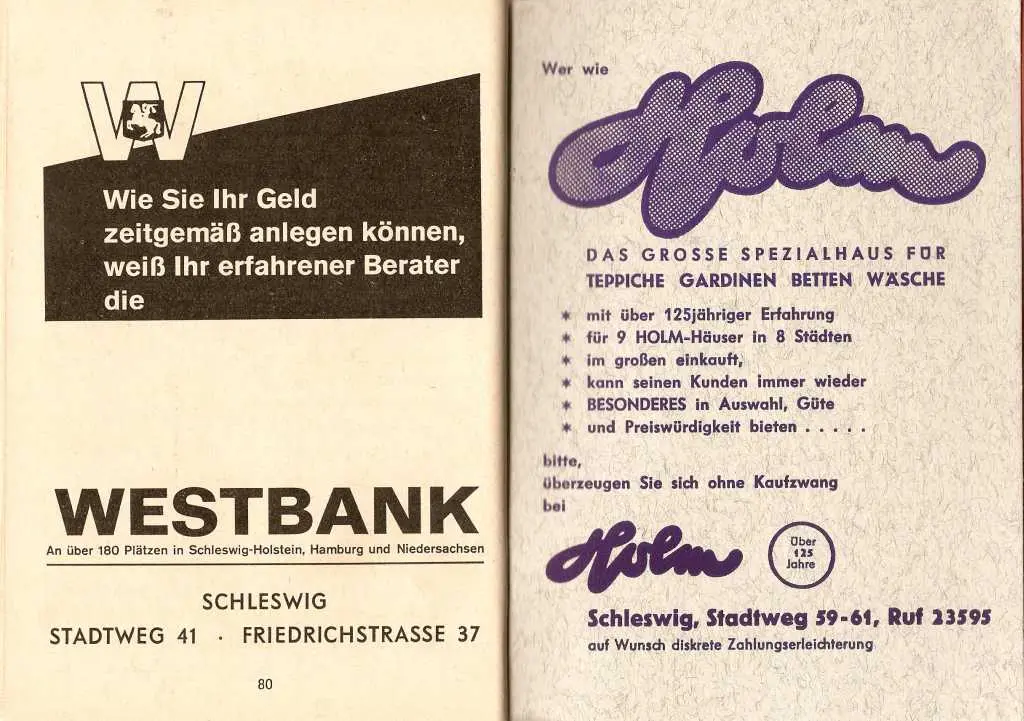 W
Wie Sie Ihr Geld
zeitgemäß anlegen können,
weiß Ihr erfahrener Berater
die
WESTBANK
An über 180 Plätzen in Schleswig-Holstein, Hamburg und Niedersachsen
SCHLESWIG
STADTWEG 41 · FRIEDRICHSTRASSE 37
80
Wer wie
Holm
DAS GROSSE SPEZIALHAUS FÜR
TEPPICHE GARDINEN BETTEN WÄSCHE
* mit über 125jähriger Erfahrung
* für 9 HOLM-Häuser in 8 Städten
* im großen einkauft,
* kann seinen Kunden immer wieder
* BESONDERES in Auswahl, Güte
* und Preiswürdigkeit bieten . . . . .
bitte,
überzeugen Sie sich ohne Kaufzwang
bei
Holm
Über
125
Jahre
Schleswig, Stadtweg 59-61, Ruf 23595
auf Wunsch diskrete Zahlungserleichterung